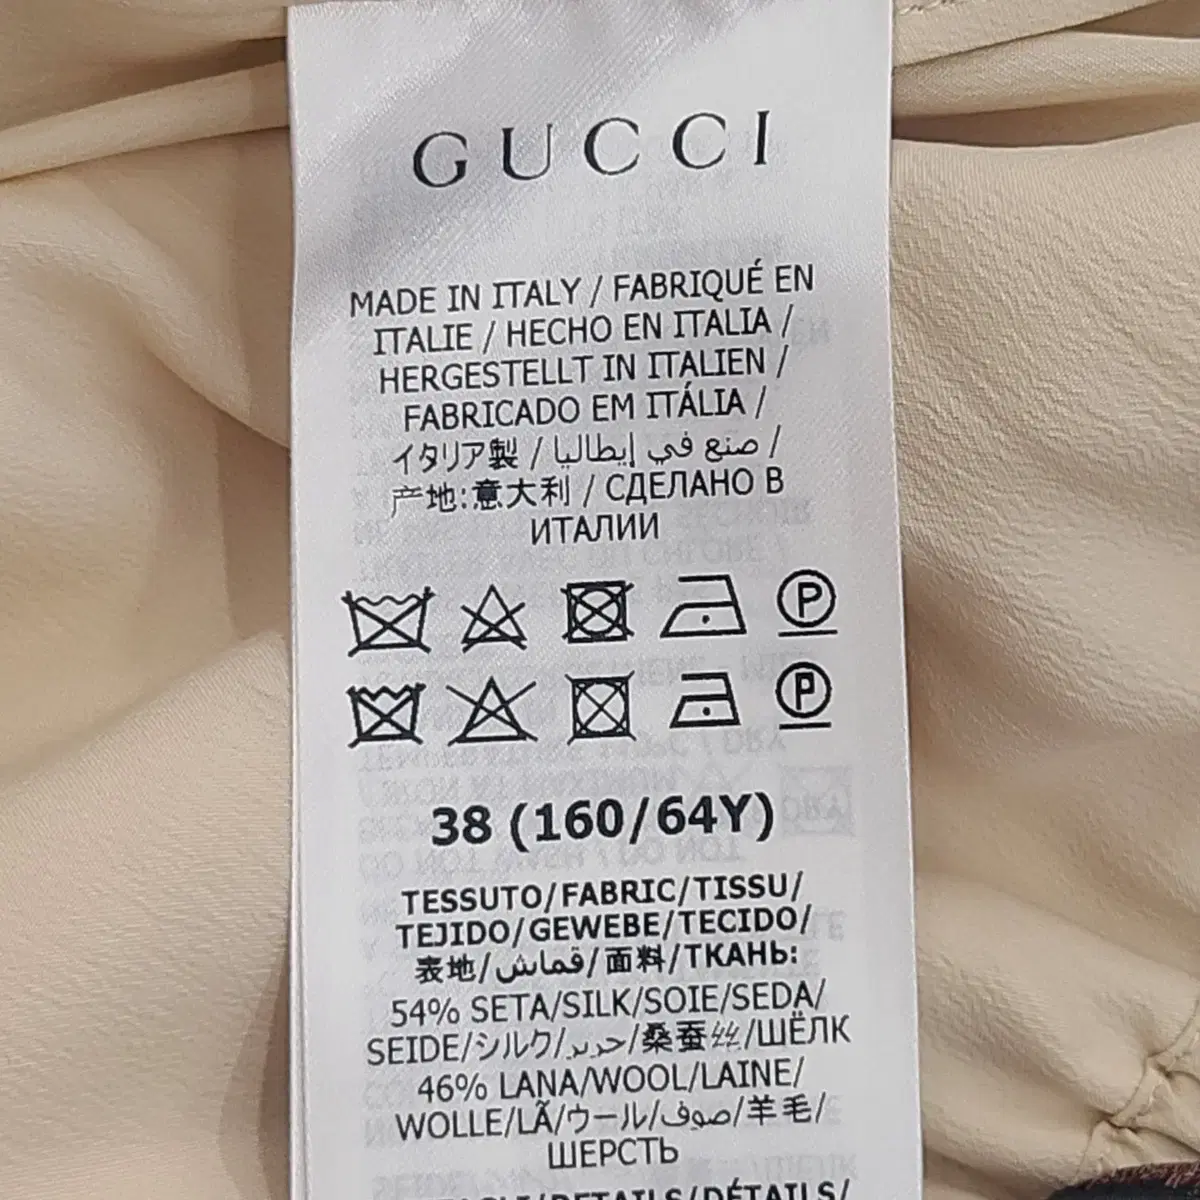 GUCCI
MADE IN ITALY / FABRIQUÉ EN
ITALIE / HECHO EN ITALIA /
HERGESTELLT IN ITALIEN /
FABRICADO EM ITÁLIA /
イタリア製 / صنع في إيطاليا /
产地:意大利 / СДЕЛАНО В
ИТАЛИИ
P
P
38 (160/64Y)
TESSUTO/FABRIC/TISSU/
TEJIDO/GEWEBE/TECIDO/
表地/قماش/面料/ТКАНЬ:
54% SETA/SILK/SOIE/SEDA/
SEIDE/シルク/حرير/桑蚕丝/ШЁЛК
46% LANA/WOOL/LAINE/
WOLLE/LÃ/ウール/صوف/羊毛/
ШЕРСТЬ
DETAILS/DÉTAILS/